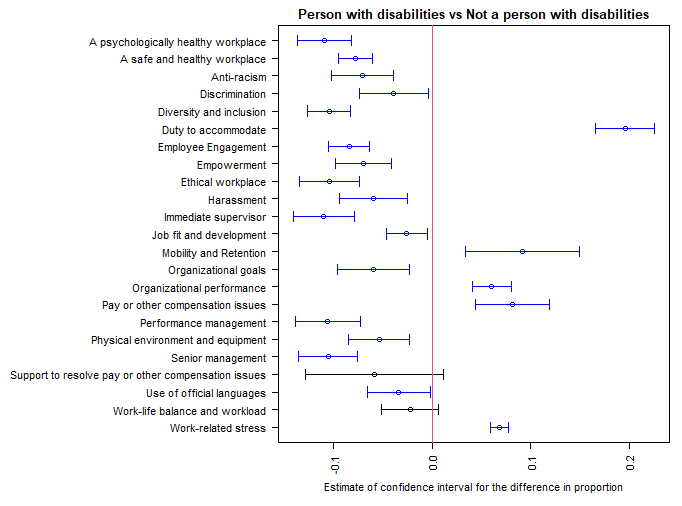 Person with disabilities vs Not a person with disabilities
A psychologically healthy workplace
A safe and healthy workplace
Anti-racism
Discrimination
Diversity and inclusion
Duty to accommodate
Employee Engagement
Empowerment
Ethical workplace
Harassment
Immediate supervisor
Job fit and development
Mobility and Retention
Organizational goals
Organizational performance
Pay or other compensation issues
Performance management
Physical environment and equipment
Senior management
Support to resolve pay or other compensation issues
Use of official languages
Work-life balance and workload
Work-related stress
-0.1 0.0 0.1 0.2
Estimate of confidence interval for the difference in proportion